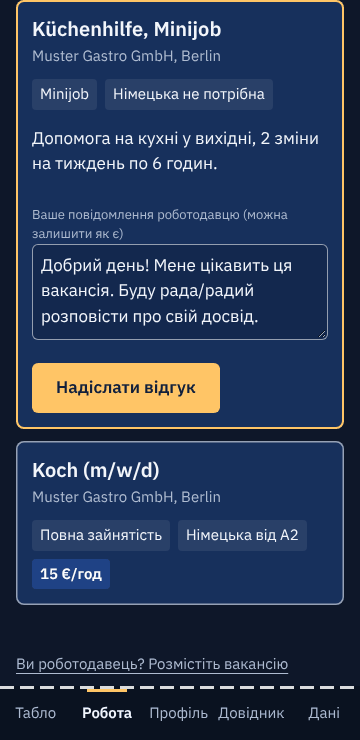 Küchenhilfe, Minijob
Muster Gastro GmbH, Berlin
Minijob
Німецька не потрібна
Допомога на кухні у вихідні, 2 зміни
на тиждень по 6 годин.
Ваше повідомлення роботодавцю (можна
залишити як є)
Добрий день! Мене цікавить ця
вакансія. Буду рада/радий
розповісти про свій досвід.
Надіслати відгук
Koch (m/w/d)
Muster Gastro GmbH, Berlin
Повна зайнятість
Німецька від A2
15 €/год
Ви роботодавець? Розмістіть вакансію
Табло Робота Профіль Довідник Дані